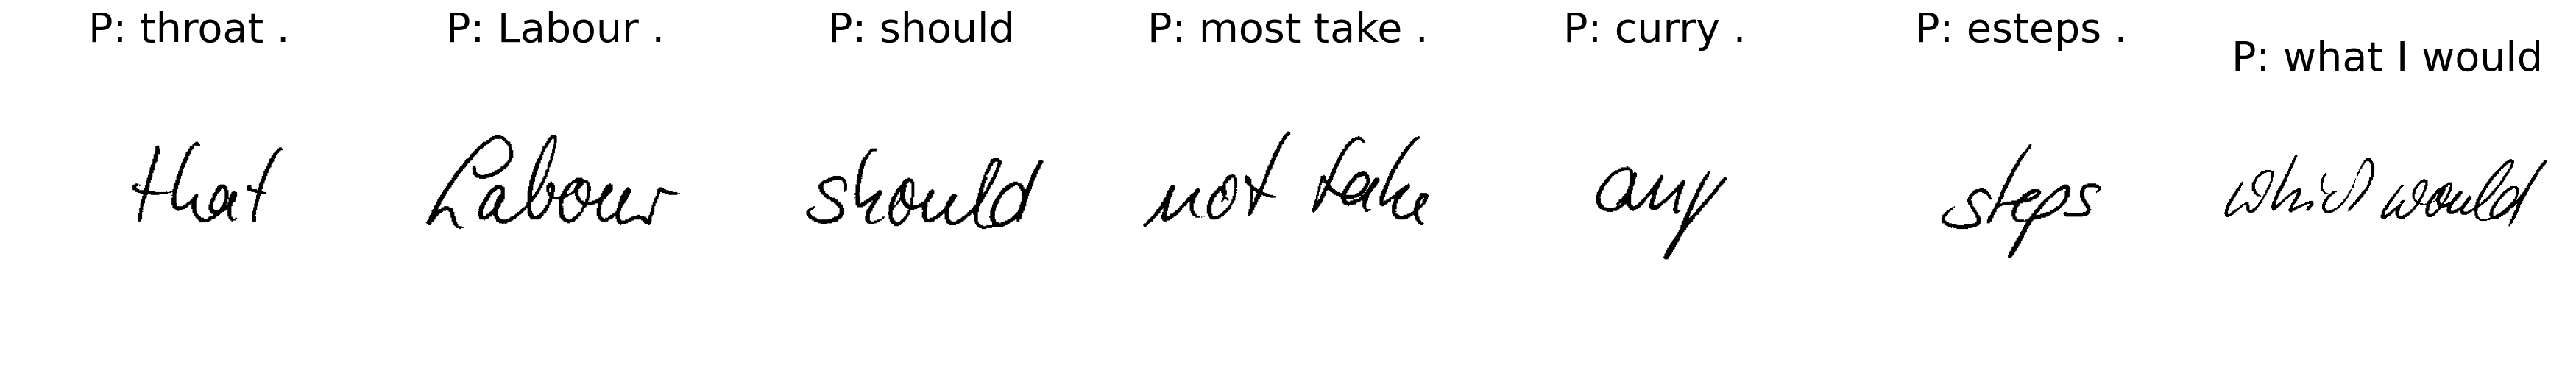 P: throat . P: Labour . P: should P: most take . P: curry . P: esteps . P: what I would
that Labour should not take any steps which would